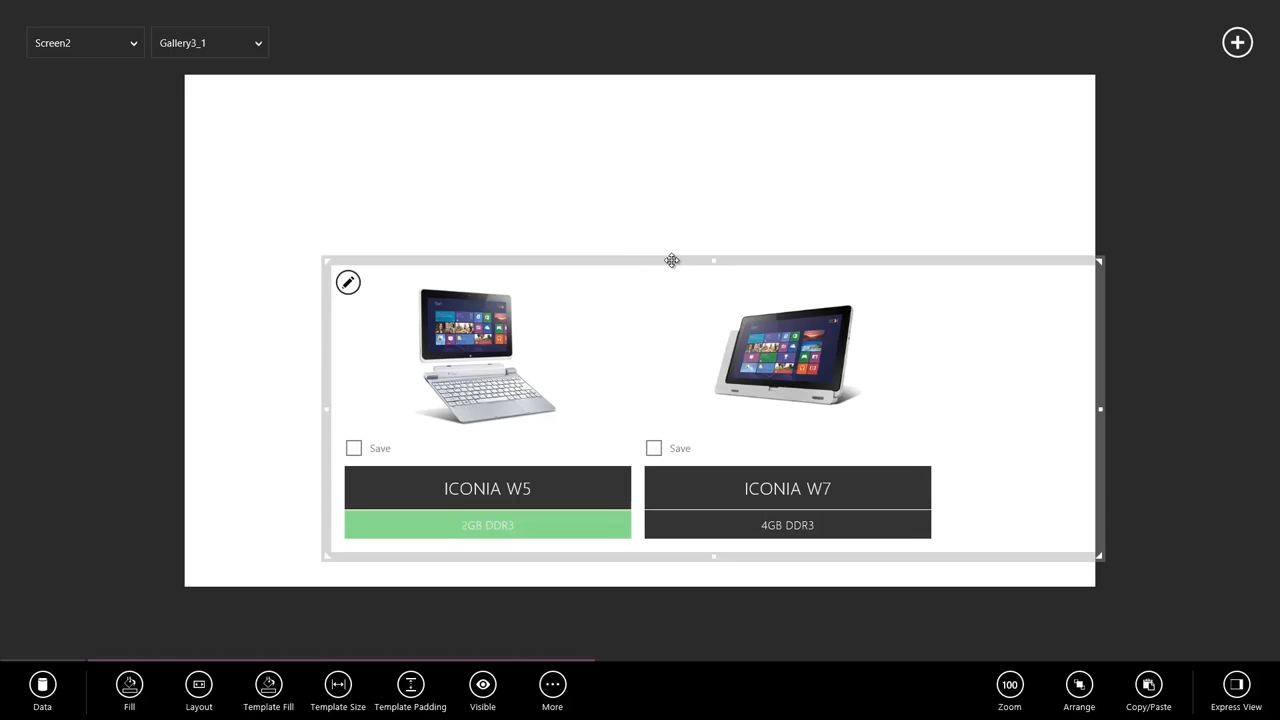 Screen2
Gallery3_1
Save
Save
ICONIA W5
ICONIA W7
2GB DDR3
4GB DDR3
Data
Fill
Layout
Template Fill
Template Size
Template Padding
Visible
More
100
Zoom
Arrange
Copy/Paste
Express View